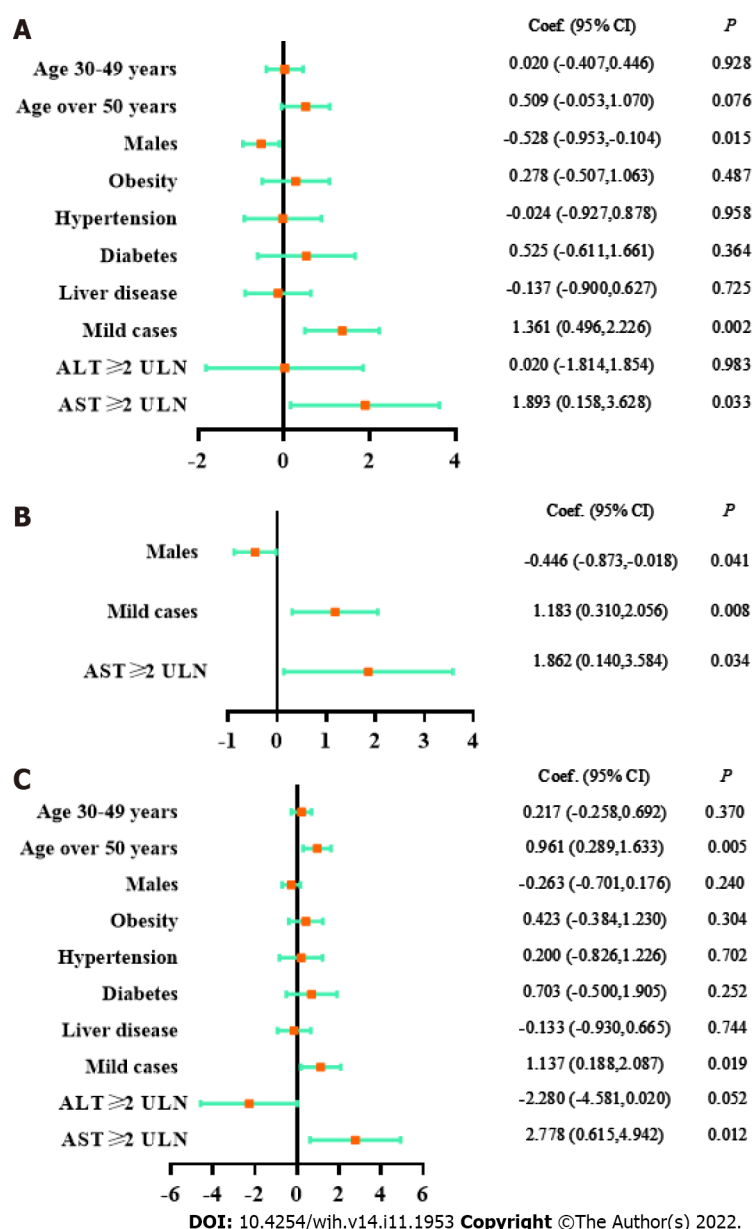 A
Coef. (95% CI) P
Age 30-49 years 0.020 (-0.407,0.446) 0.928
Age over 50 years 0.509 (-0.053,1.070) 0.076
Males -0.528 (-0.953,-0.104) 0.015
Obesity 0.278 (-0.507,1.063) 0.487
Hypertension -0.024 (-0.927,0.878) 0.958
Diabetes 0.525 (-0.611,1.661) 0.364
Liver disease -0.137 (-0.900,0.627) 0.725
Mild cases 1.361 (0.496,2.226) 0.002
ALT ⩾2 ULN 0.020 (-1.814,1.854) 0.983
AST ⩾2 ULN 1.893 (0.158,3.628) 0.033
-2 0 2 4
B
Coef. (95% CI) P
Males -0.446 (-0.873,-0.018) 0.041
Mild cases 1.183 (0.310,2.056) 0.008
AST ⩾2 ULN 1.862 (0.140,3.584) 0.034
-1 0 1 2 3 4
C
Coef. (95% CI) P
Age 30-49 years 0.217 (-0.258,0.692) 0.370
Age over 50 years 0.961 (0.289,1.633) 0.005
Males -0.263 (-0.701,0.176) 0.240
Obesity 0.423 (-0.384,1.230) 0.304
Hypertension 0.200 (-0.826,1.226) 0.702
Diabetes 0.703 (-0.500,1.905) 0.252
Liver disease -0.133 (-0.930,0.665) 0.744
Mild cases 1.137 (0.188,2.087) 0.019
ALT ⩾2 ULN -2.280 (-4.581,0.020) 0.052
AST ⩾2 ULN 2.778 (0.615,4.942) 0.012
-6 -4 -2 0 2 4 6
DOI: 10.4254/wjh.v14.i11.1953 Copyright ©The Author(s) 2022.